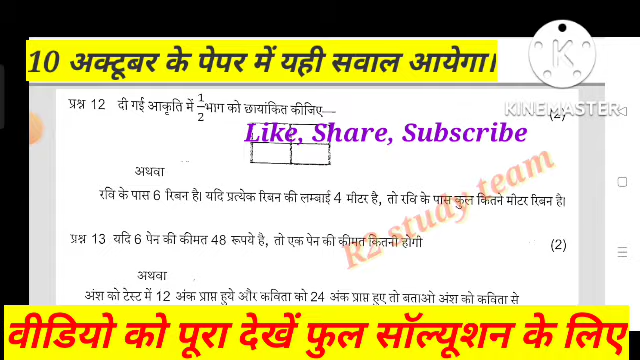 10 अक्टूबर के पेपर में यही सवाल आयेगा।
KINEMASTER
प्रश्न 12 दी गई आकृति में 1/2 भाग को छायांकित कीजिए (2)
Like, Share, Subscribe
अथवा
रवि के पास 6 रिबन है। यदि प्रत्येक रिबन की लम्बाई 4 मीटर है, तो रवि के पास कुल कितने मीटर रिबन है।
R2 study team
प्रश्न 13 यदि 6 पेन की कीमत 48 रूपये है, तो एक पेन की कीमत कितनी होगी (2)
अथवा
अंश को टेस्ट में 12 अंक प्राप्त हुये और कविता को 24 अंक प्राप्त हुए तो बताओ अंश को कविता से
वीडियो को पूरा देखें फुल सॉल्यूशन के लिए